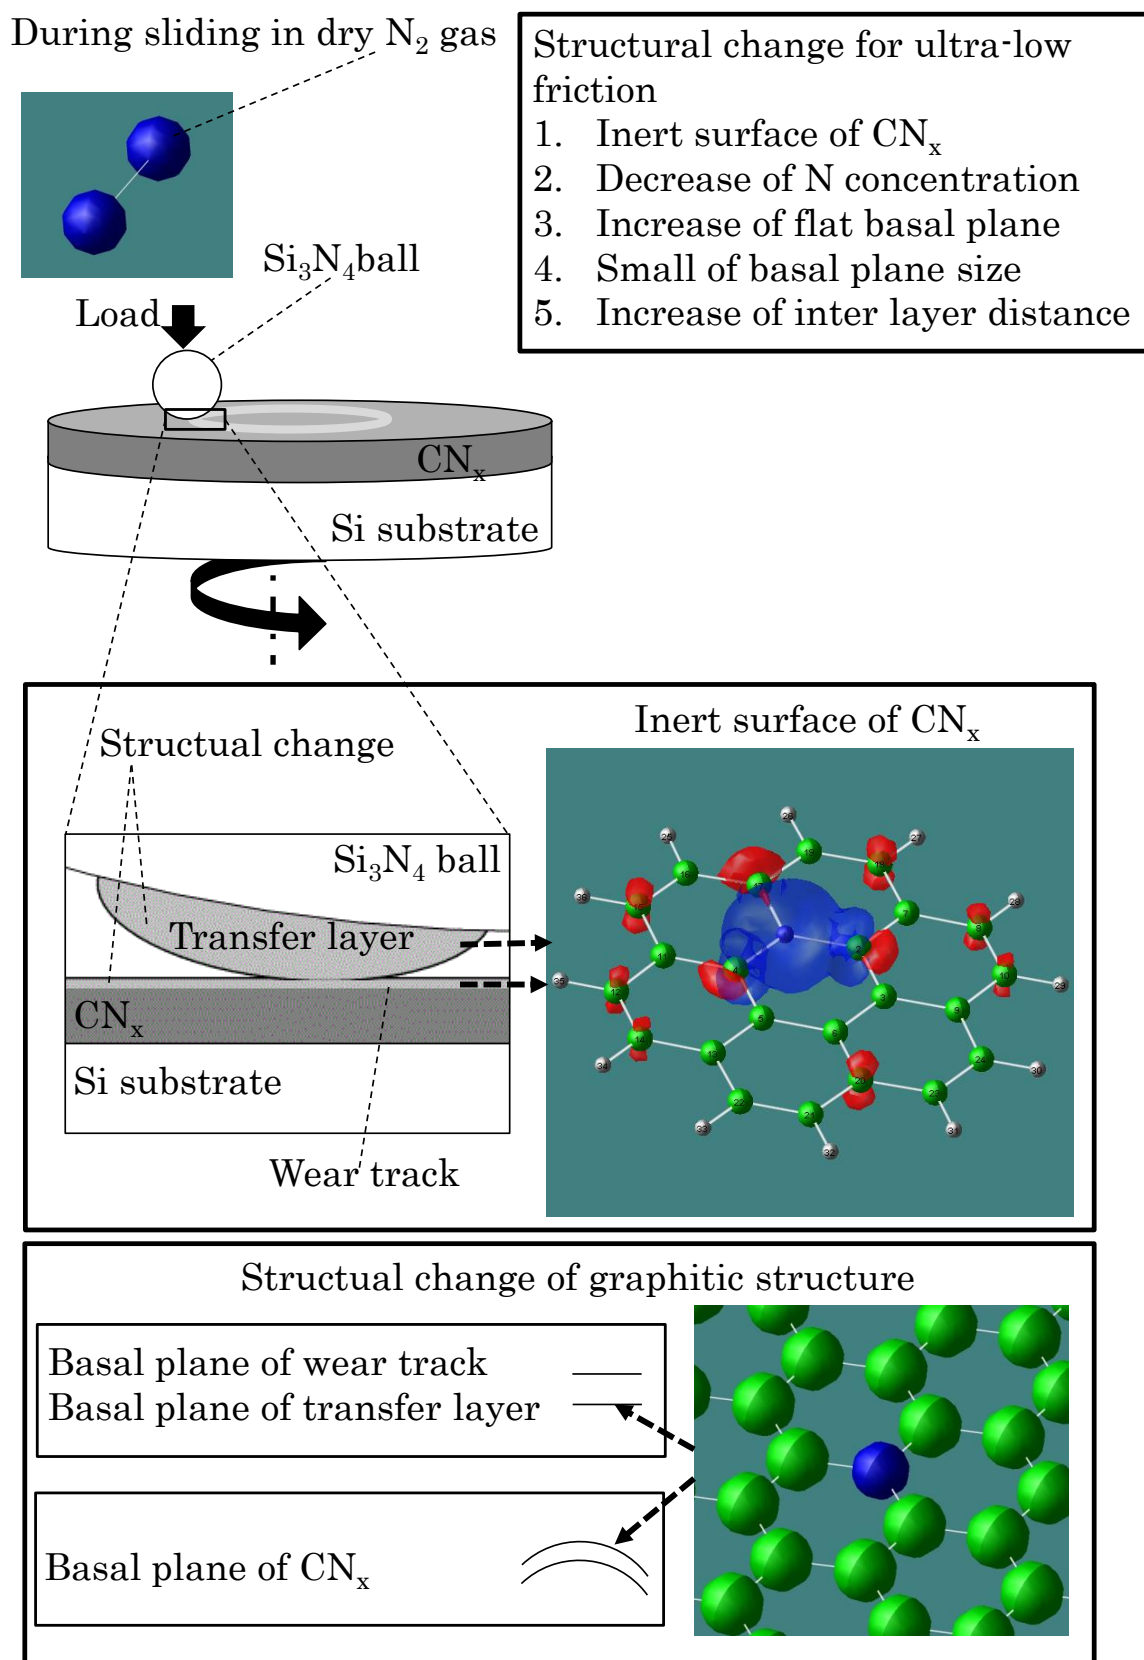 During sliding in dry N₂ gas
Structural change for ultra-low
friction
1. Inert surface of CNₓ
2. Decrease of N concentration
3. Increase of flat basal plane
4. Small of basal plane size
5. Increase of inter layer distance
Si₃N₄ball
Load
CNₓ
Si substrate
Inert surface of CNₓ
Structual change
Si₃N₄ ball
Transfer layer
CNₓ
Si substrate
Wear track
Structual change of graphitic structure
Basal plane of wear track
Basal plane of transfer layer
Basal plane of CNₓ